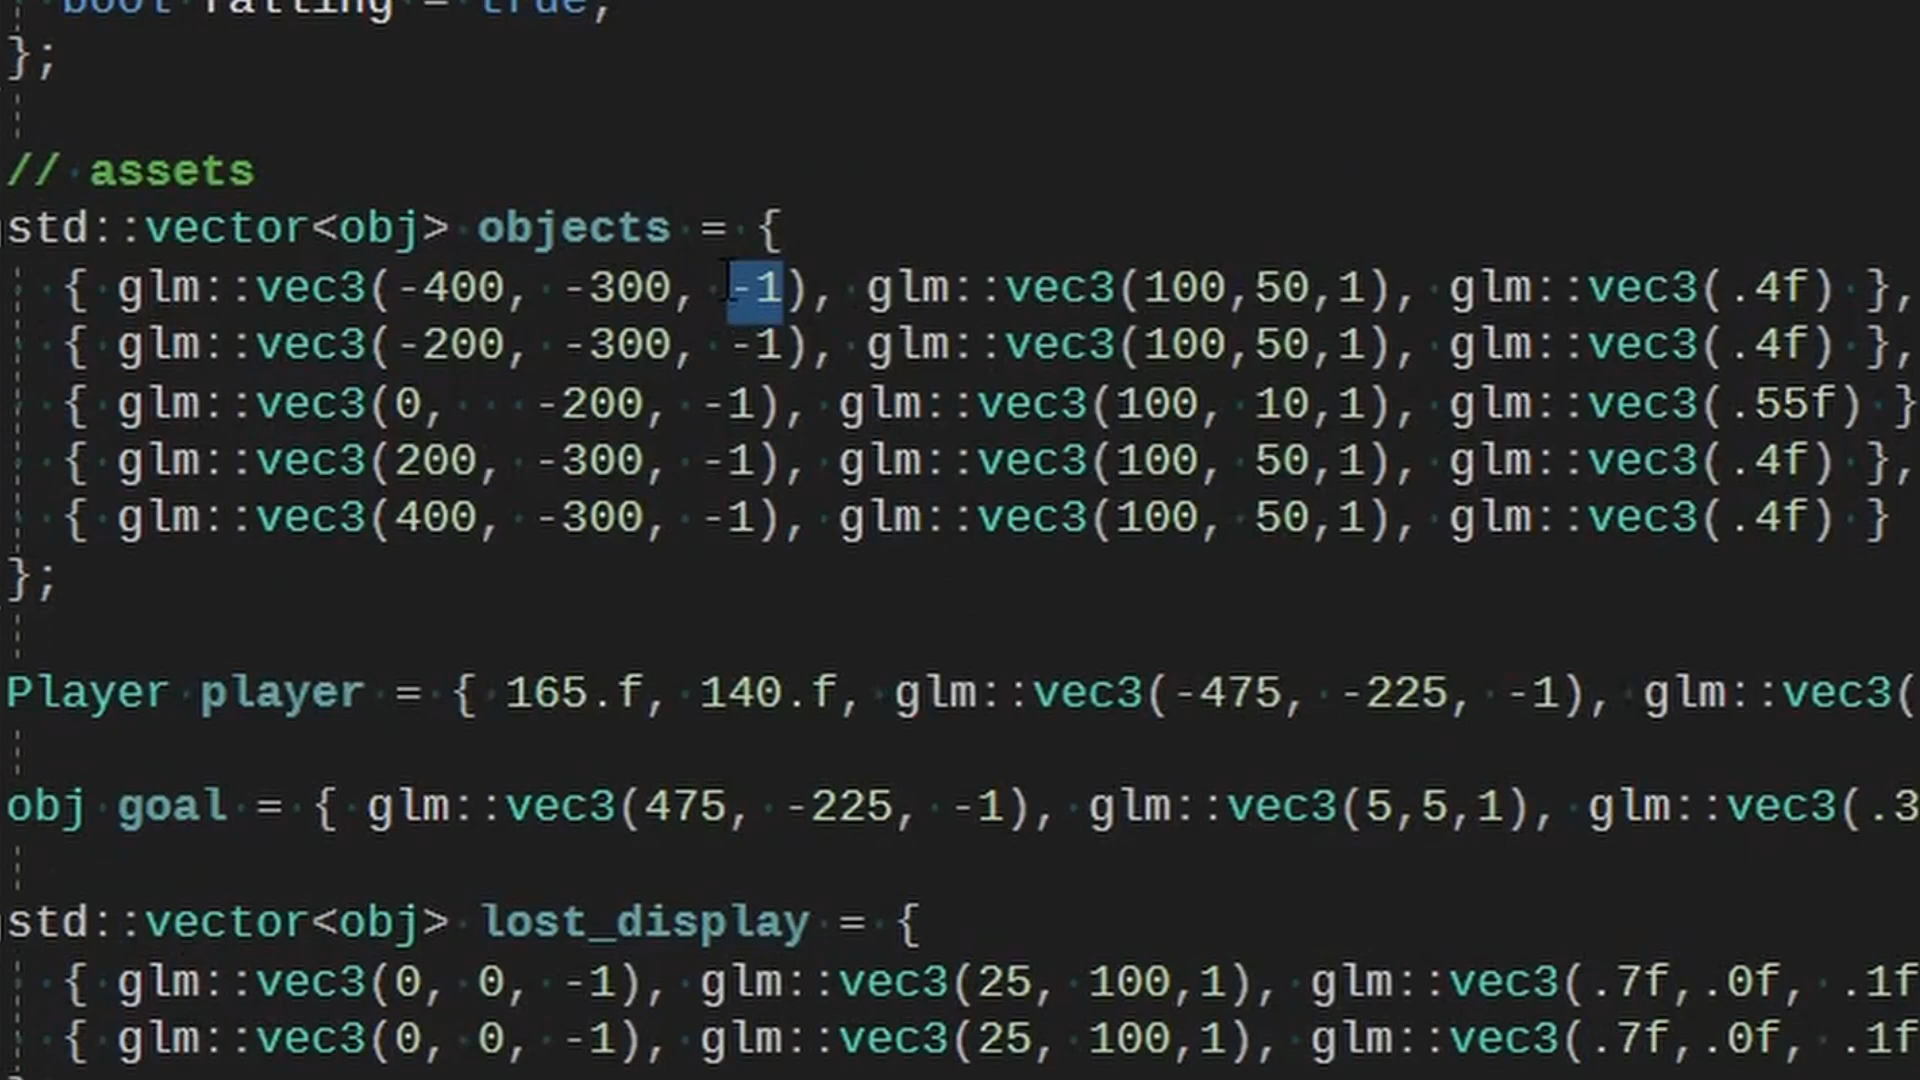 bool falling = true;
};
// assets
std::vector<obj> objects = {
{ glm::vec3(-400, -300, -1), glm::vec3(100,50,1), glm::vec3(.4f) },
{ glm::vec3(-200, -300, -1), glm::vec3(100,50,1), glm::vec3(.4f) },
{ glm::vec3(0,    -200, -1), glm::vec3(100, 10,1), glm::vec3(.55f) }
{ glm::vec3(200,  -300, -1), glm::vec3(100, 50,1), glm::vec3(.4f) },
{ glm::vec3(400,  -300, -1), glm::vec3(100, 50,1), glm::vec3(.4f) }
};
Player player = { 165.f, 140.f, glm::vec3(-475, -225, -1), glm::vec3(
obj goal = { glm::vec3(475, -225, -1), glm::vec3(5,5,1), glm::vec3(.3
std::vector<obj> lost_display = {
{ glm::vec3(0, 0, -1), glm::vec3(25, 100,1), glm::vec3(.7f,.0f, .1f
{ glm::vec3(0, 0, -1), glm::vec3(25, 100,1), glm::vec3(.7f,.0f, .1f